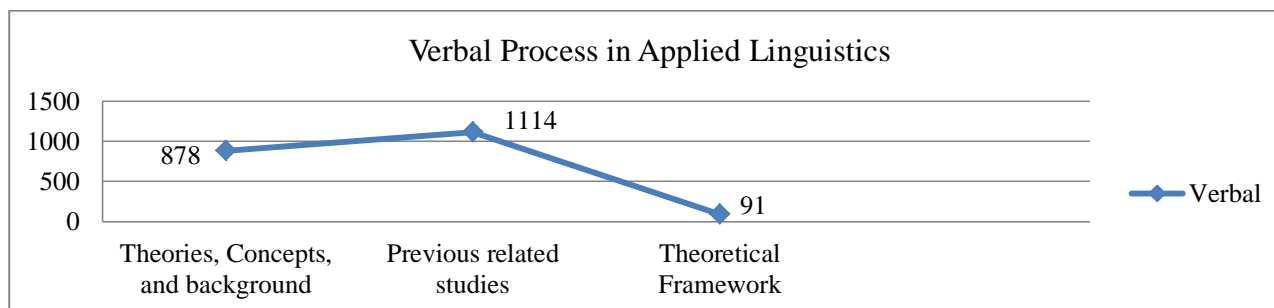 Verbal Process in Applied Linguistics
1500
1000
500
0
878
1114
91
Theories, Concepts,
and background
Previous related
studies
Theoretical
Framework
Verbal